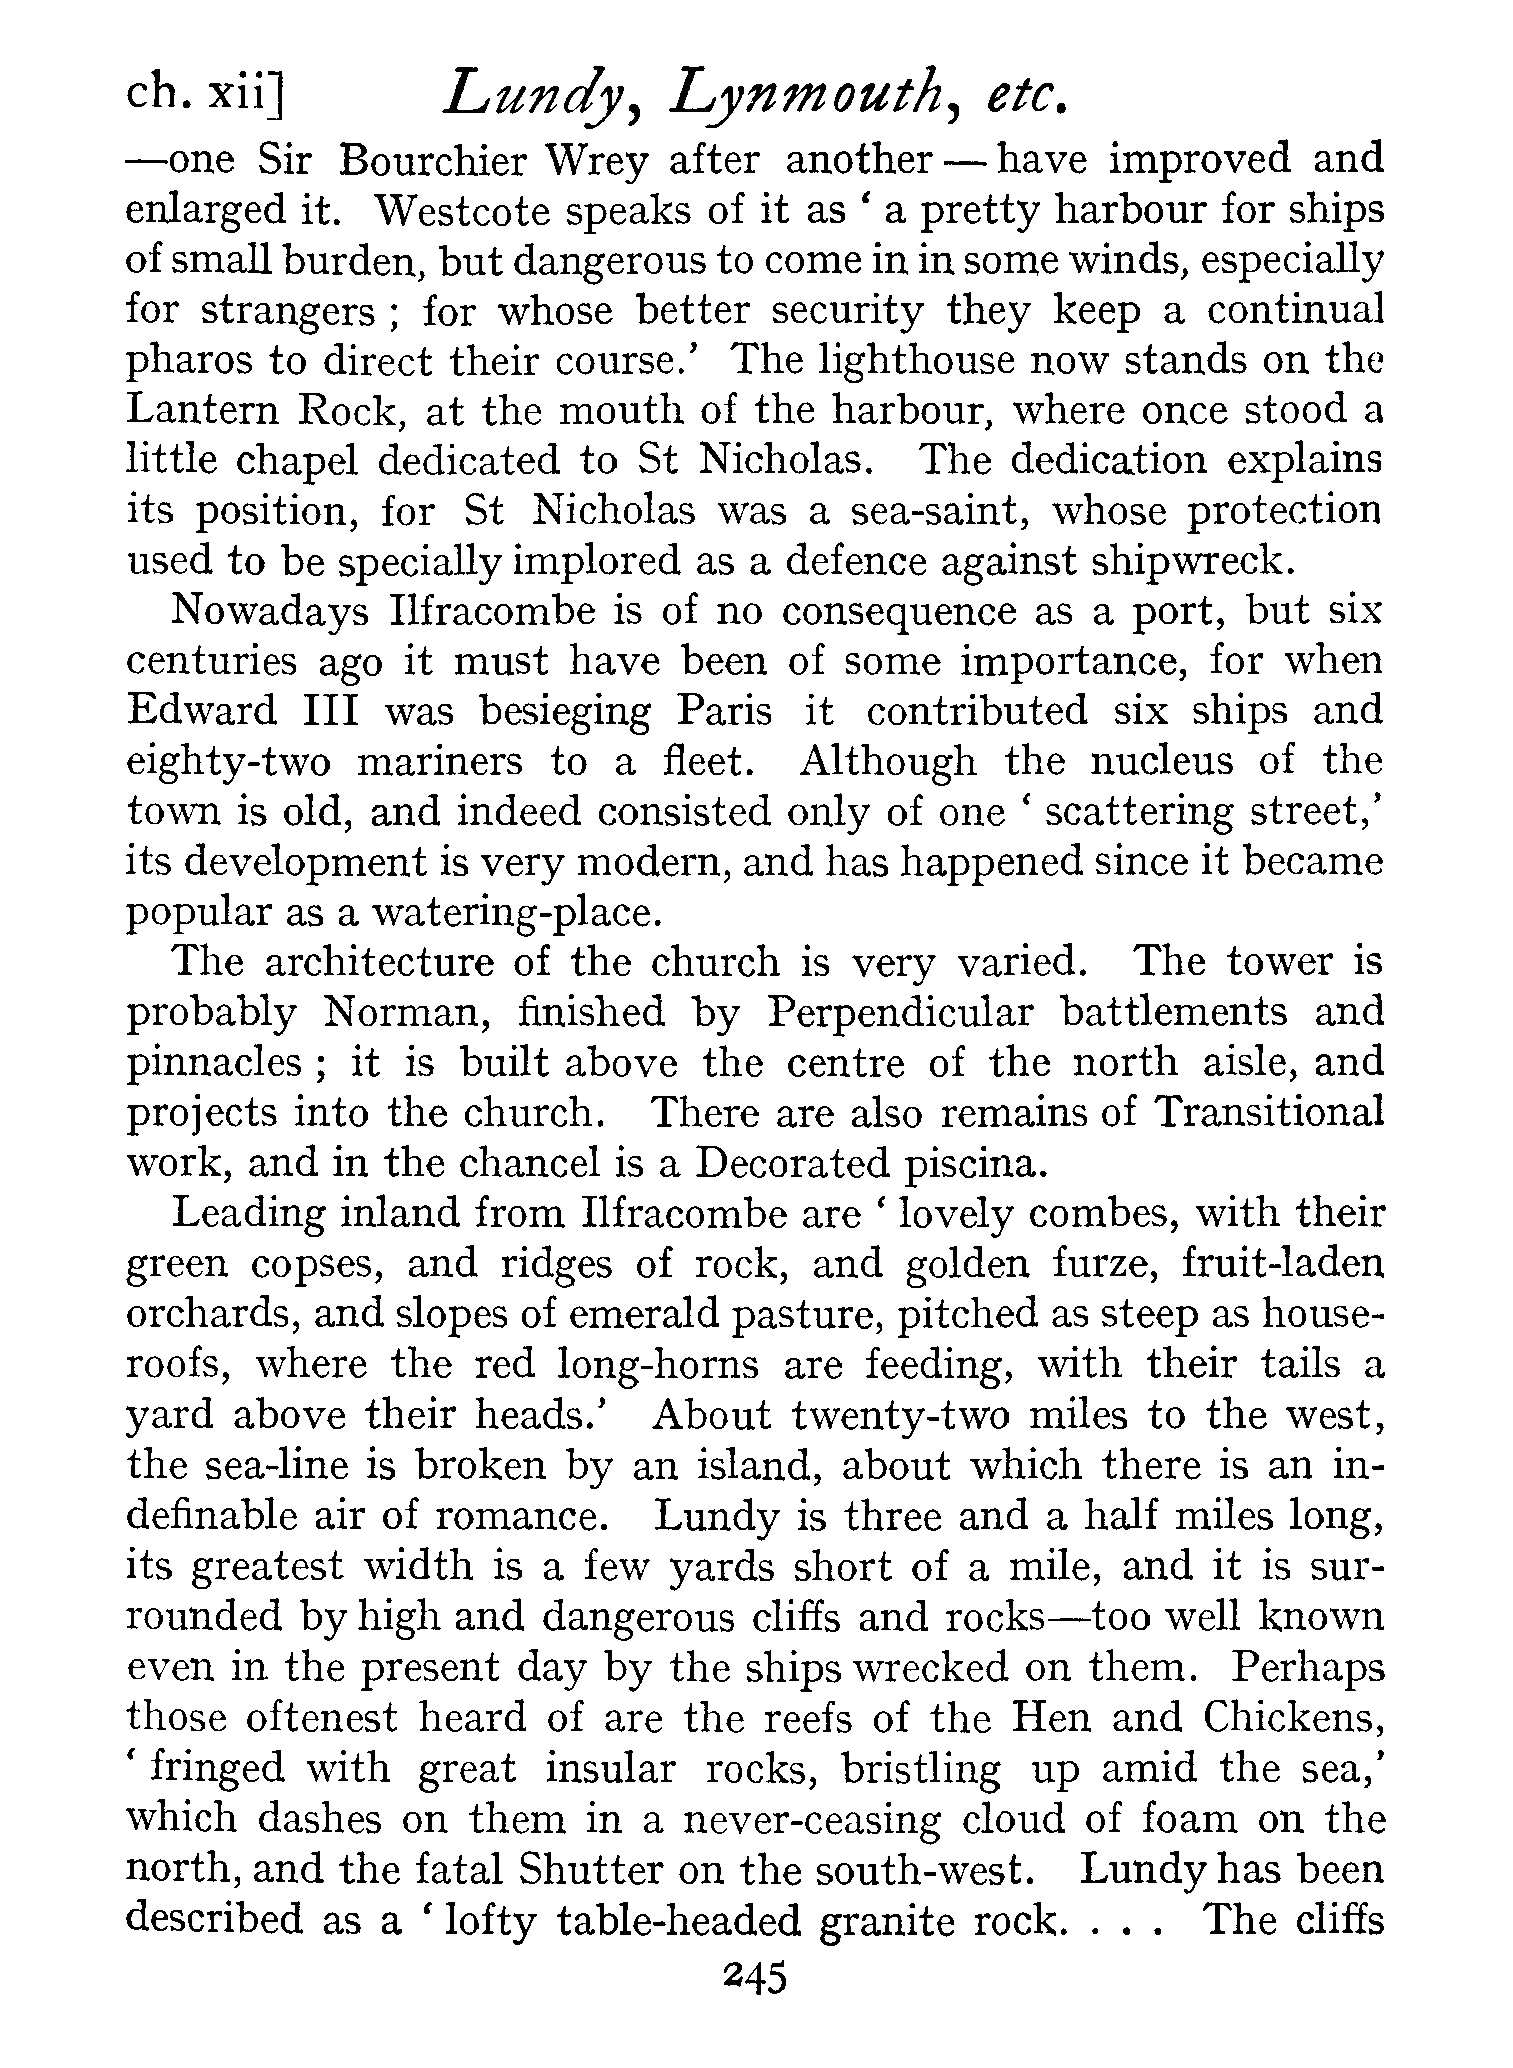 ch. xii] Lundy, Lynmouth, etc.
—one Sir Bourchier Wrey after another — have improved and
enlarged it. Westcote speaks of it as ‘ a pretty harbour for ships
of small burden, but dangerous to come in in some winds, especially
for strangers ; for whose better security they keep a continual
pharos to direct their course.’ The lighthouse now stands on the
Lantern Rock, at the mouth of the harbour, where once stood a
little chapel dedicated to St Nicholas. The dedication explains
its position, for St Nicholas was a sea-saint, whose protection
used to be specially implored as a defence against shipwreck.
Nowadays Ilfracombe is of no consequence as a port, but six
centuries ago it must have been of some importance, for when
Edward III was besieging Paris it contributed six ships and
eighty-two mariners to a fleet. Although the nucleus of the
town is old, and indeed consisted only of one ‘ scattering street,’
its development is very modern, and has happened since it became
popular as a watering-place.
The architecture of the church is very varied. The tower is
probably Norman, finished by Perpendicular battlements and
pinnacles ; it is built above the centre of the north aisle, and
projects into the church. There are also remains of Transitional
work, and in the chancel is a Decorated piscina.
Leading inland from Ilfracombe are ‘ lovely combes, with their
green copses, and ridges of rock, and golden furze, fruit-laden
orchards, and slopes of emerald pasture, pitched as steep as house-
roofs, where the red long-horns are feeding, with their tails a
yard above their heads.’ About twenty-two miles to the west,
the sea-line is broken by an island, about which there is an in-
definable air of romance. Lundy is three and a half miles long,
its greatest width is a few yards short of a mile, and it is sur-
rounded by high and dangerous cliffs and rocks—too well known
even in the present day by the ships wrecked on them. Perhaps
those oftenest heard of are the reefs of the Hen and Chickens,
‘ fringed with great insular rocks, bristling up amid the sea,’
which dashes on them in a never-ceasing cloud of foam on the
north, and the fatal Shutter on the south-west. Lundy has been
described as a ‘ lofty table-headed granite rock. . . . The cliffs
245